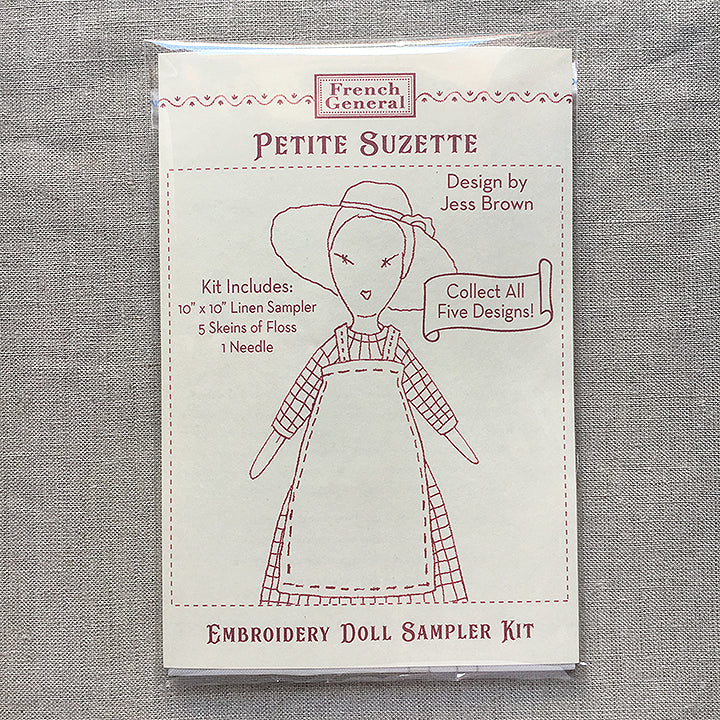 French
General
PETITE SUZETTE
Design by
Jess Brown
Kit Includes:
10" x 10" Linen Sampler
5 Skeins of Floss
1 Needle
Collect All
Five Designs!
EMBROIDERY DOLL SAMPLER KIT